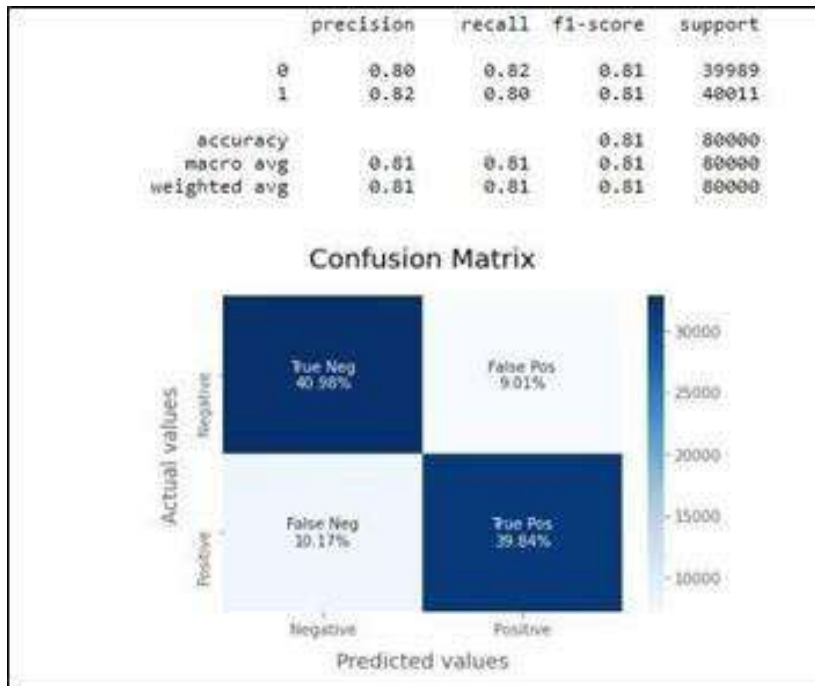 precision recall f1-score support
0 0.80 0.82 0.81 39989
1 0.82 0.80 0.81 40011
accuracy 0.81 80000
macro avg 0.81 0.81 0.81 80000
weighted avg 0.81 0.81 0.81 80000
Confusion Matrix
True Neg
40.98%
False Pos
9.01%
False Neg
10.17%
True Pos
39.84%
Actual values
Negative
Positive
Negative
Positive
Predicted values
30000
25000
20000
15000
10000